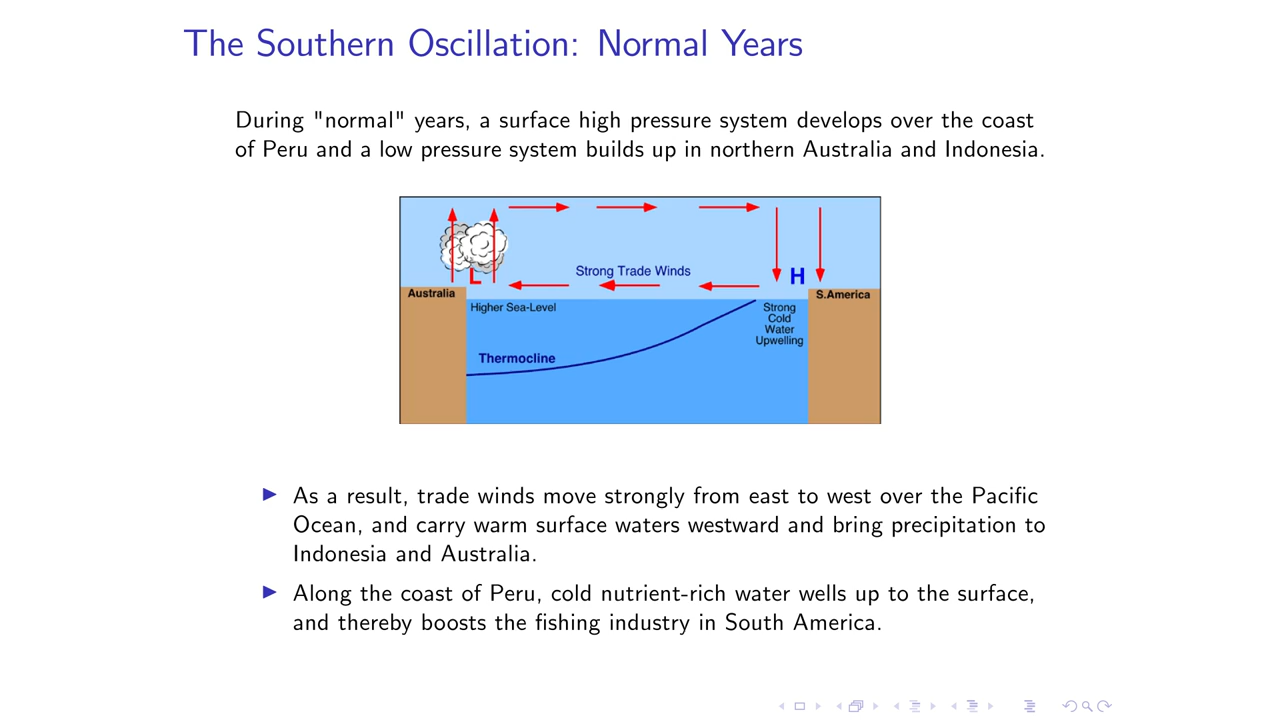 The Southern Oscillation: Normal Years
During "normal" years, a surface high pressure system develops over the coast
of Peru and a low pressure system builds up in northern Australia and Indonesia.
L
Strong Trade Winds
H
Australia
S.America
Higher Sea-Level
Strong
Cold
Water
Upwelling
Thermocline
As a result, trade winds move strongly from east to west over the Pacific
Ocean, and carry warm surface waters westward and bring precipitation to
Indonesia and Australia.
Along the coast of Peru, cold nutrient-rich water wells up to the surface,
and thereby boosts the fishing industry in South America.